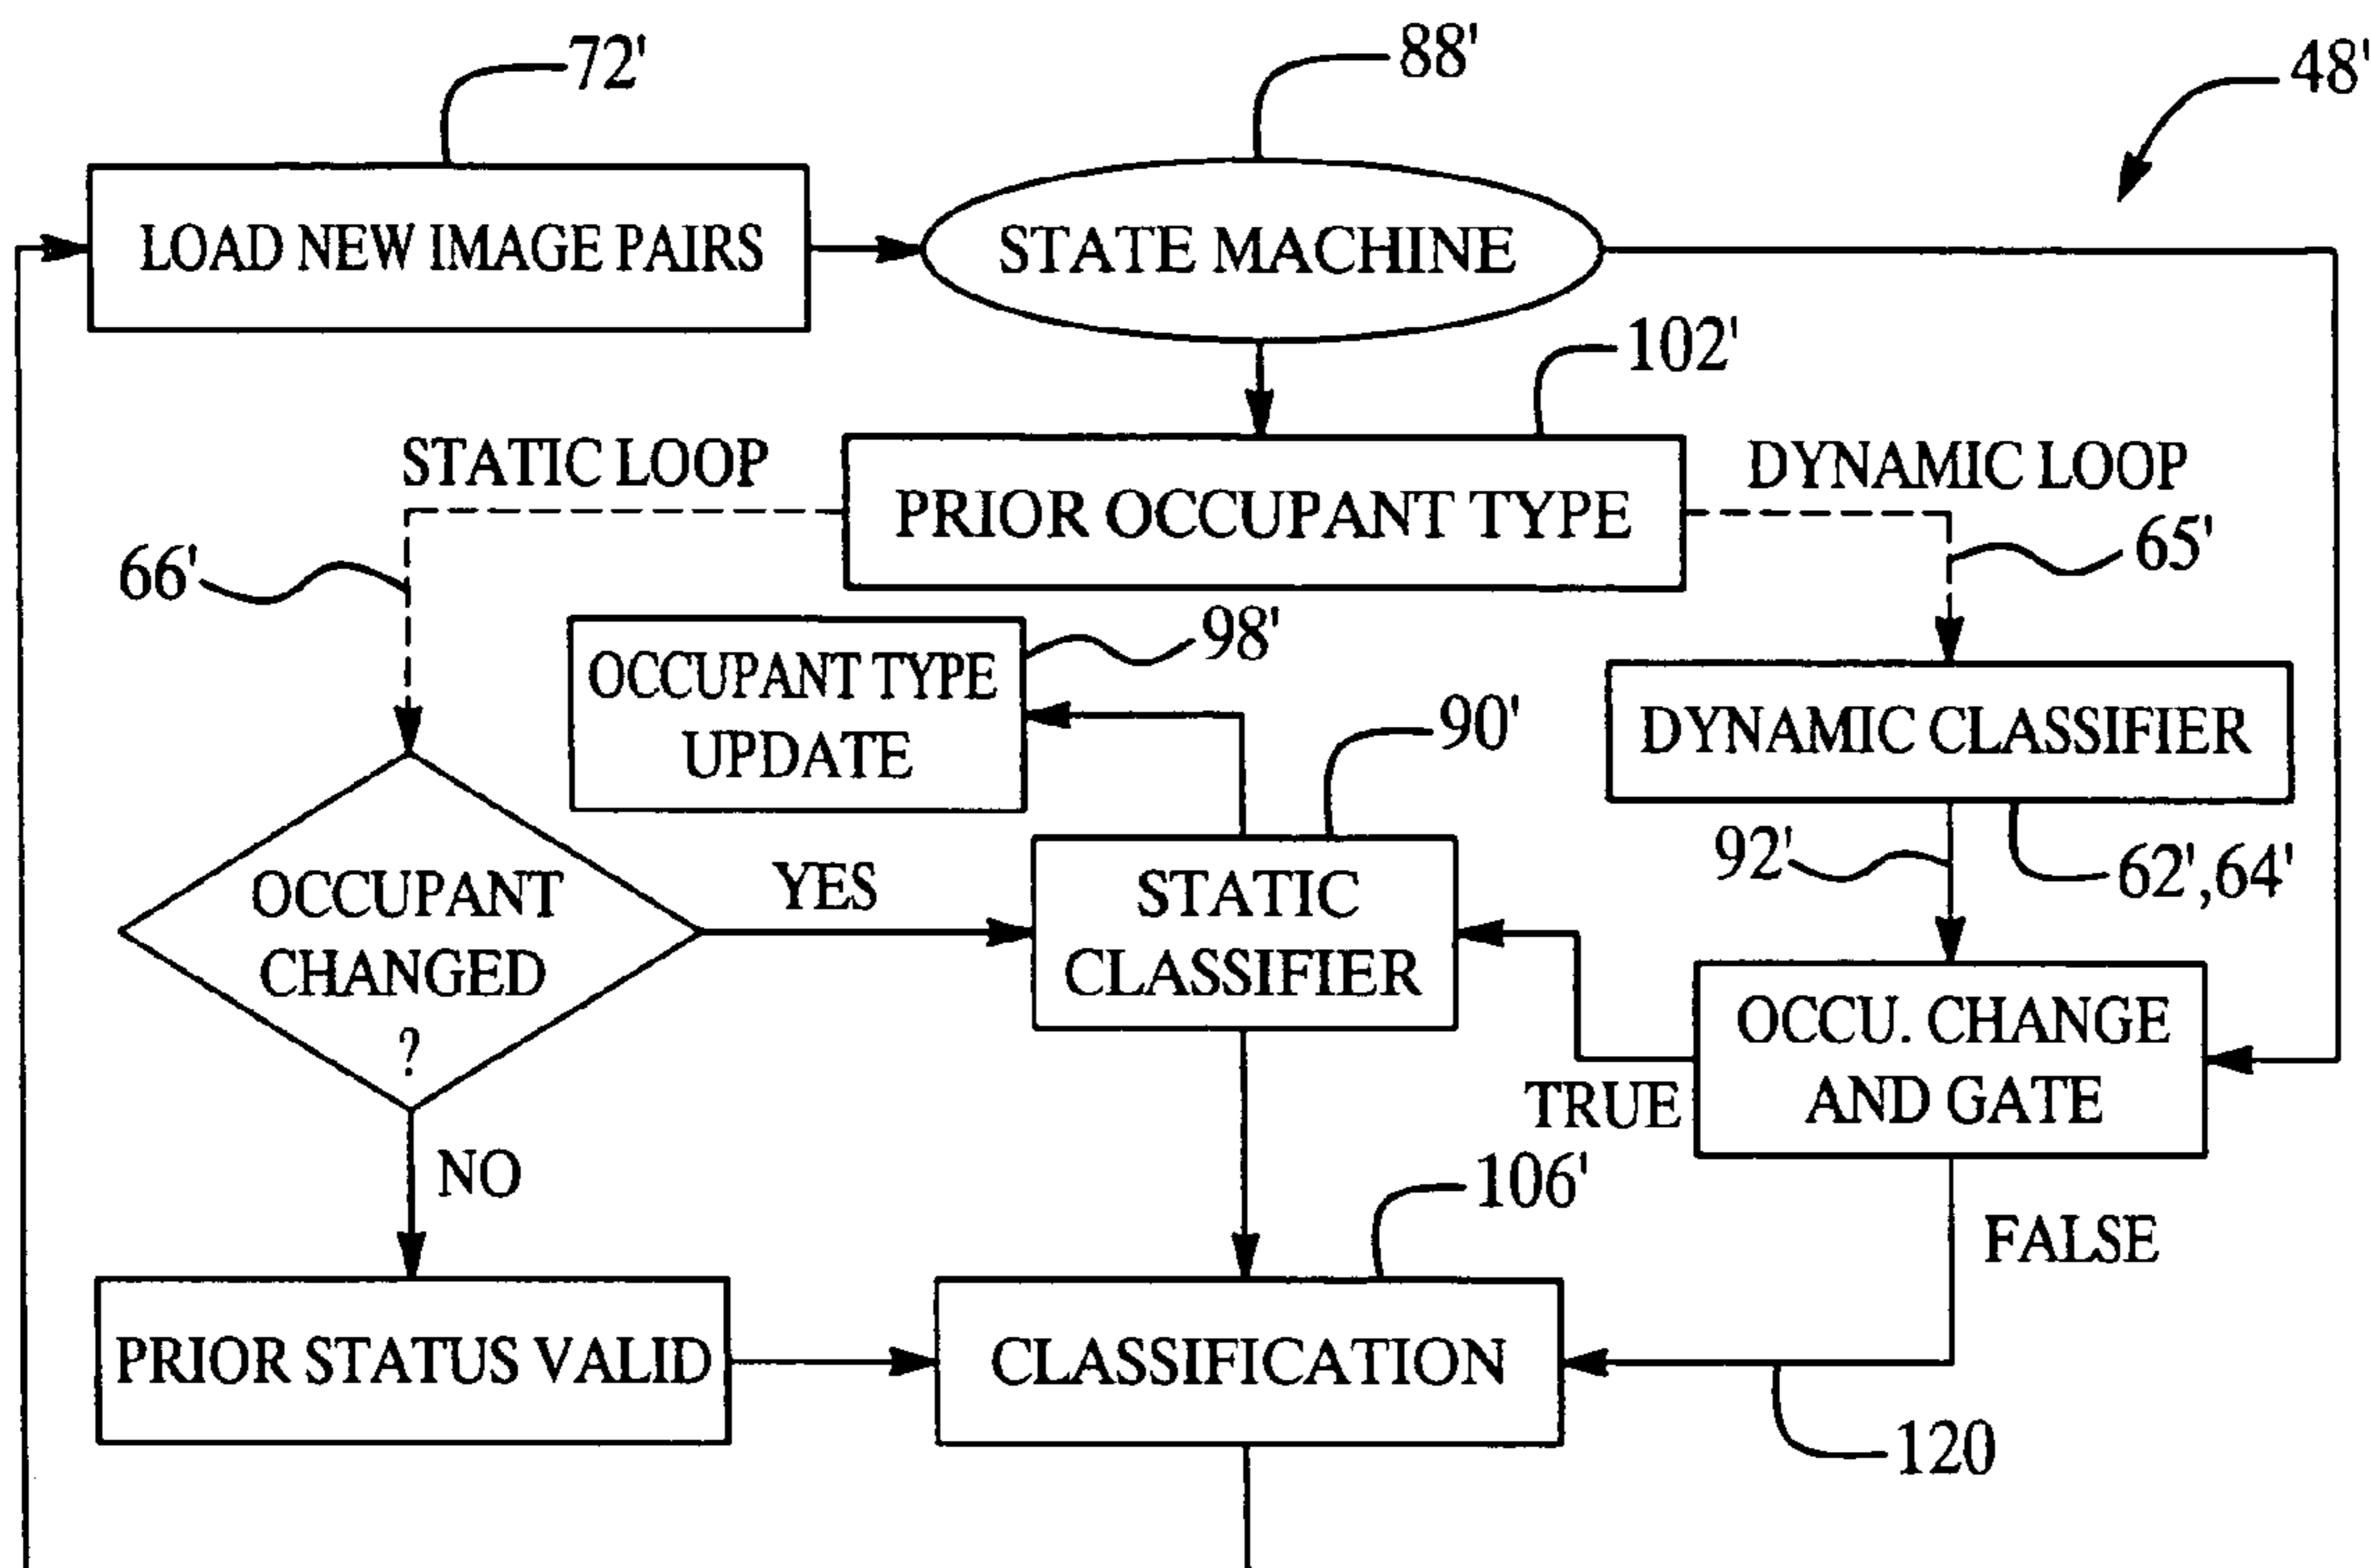 72'
88'
48'
LOAD NEW IMAGE PAIRS
STATE MACHINE
102'
STATIC LOOP
PRIOR OCCUPANT TYPE
DYNAMIC LOOP
66'
65'
98'
OCCUPANT TYPE
UPDATE
90'
DYNAMIC CLASSIFIER
92'
62',64'
OCCUPANT
CHANGED
?
YES
STATIC
CLASSIFIER
OCCU. CHANGE
AND GATE
TRUE
NO
106'
FALSE
PRIOR STATUS VALID
CLASSIFICATION
120